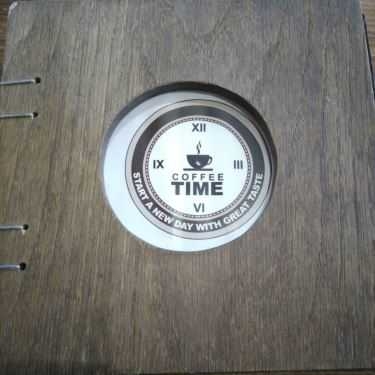 XII
IX III
COFFEE
TIME
VI
START A NEW DAY WITH GREAT TASTE